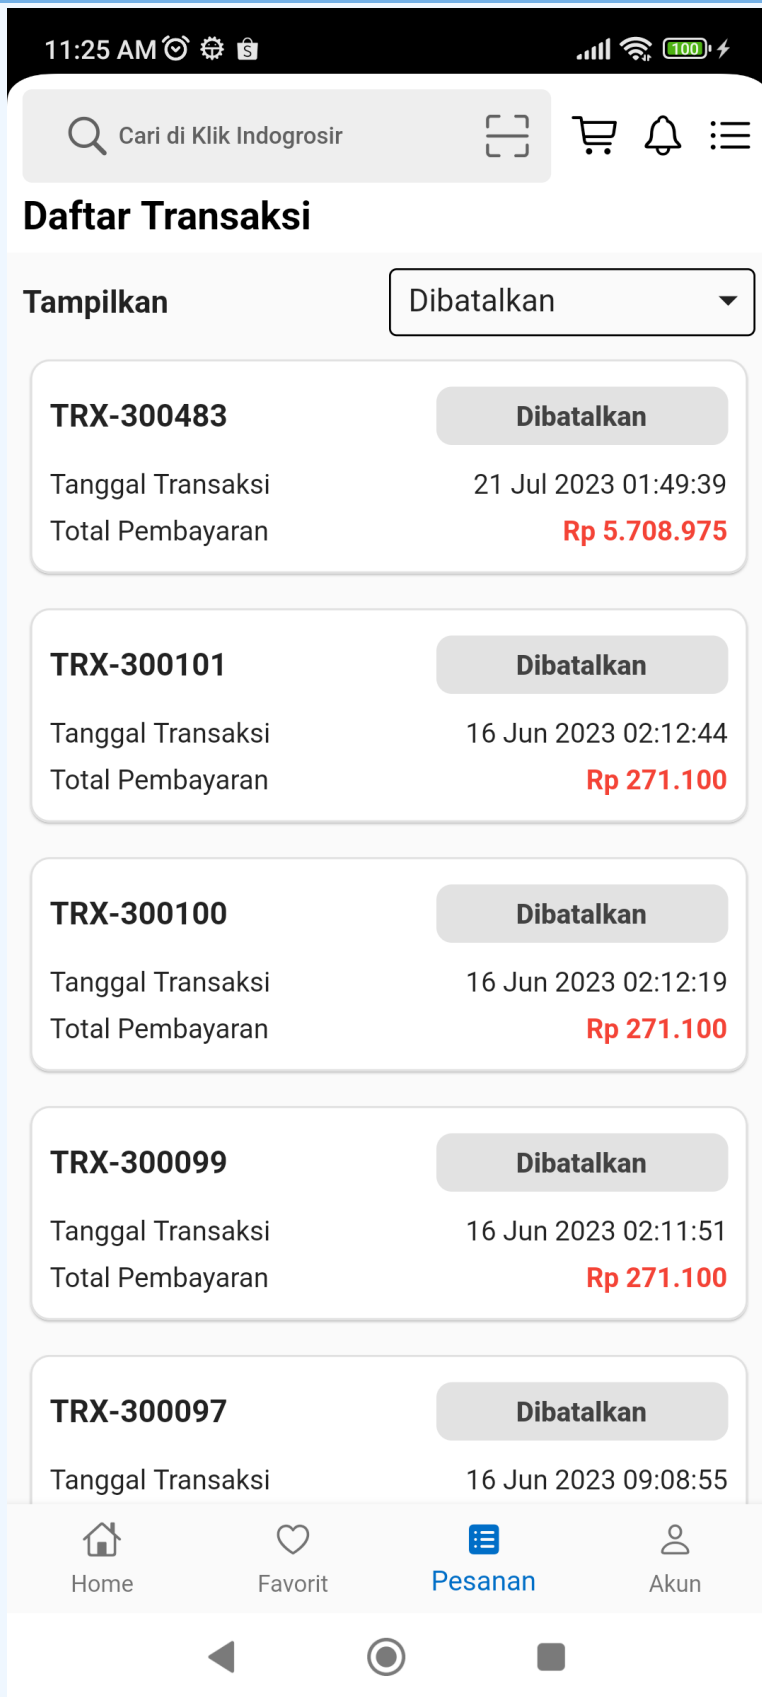 11:25 AM
100
Cari di Klik Indogrosir
Daftar Transaksi
Tampilkan
Dibatalkan
TRX-300483
Dibatalkan
Tanggal Transaksi
21 Jul 2023 01:49:39
Total Pembayaran
Rp 5.708.975
TRX-300101
Dibatalkan
Tanggal Transaksi
16 Jun 2023 02:12:44
Total Pembayaran
Rp 271.100
TRX-300100
Dibatalkan
Tanggal Transaksi
16 Jun 2023 02:12:19
Total Pembayaran
Rp 271.100
TRX-300099
Dibatalkan
Tanggal Transaksi
16 Jun 2023 02:11:51
Total Pembayaran
Rp 271.100
TRX-300097
Dibatalkan
Tanggal Transaksi
16 Jun 2023 09:08:55
Home
Favorit
Pesanan
Akun